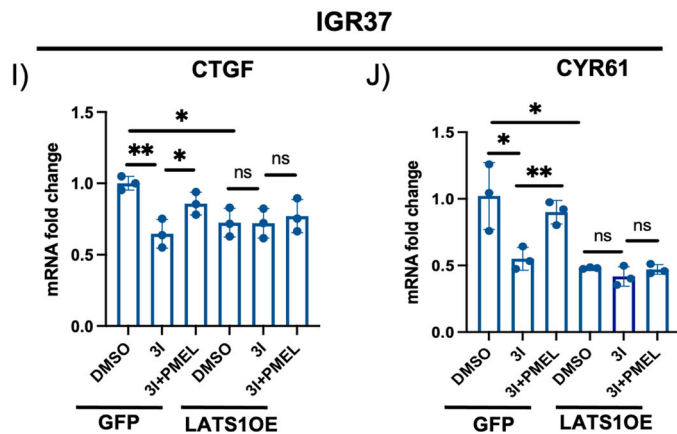 IGR37
I)
CTGF
mRNA fold change
1.5
1.0
0.5
0.0
*
**
*
ns
ns
DMSO
3I
3I+PMEL
DMSO
3I
3I+PMEL
GFP
LATS1OE
J)
CYR61
mRNA fold change
1.5
1.0
0.5
0.0
*
*
**
ns
ns
DMSO
3I
3I+PMEL
DMSO
3I
3I+PMEL
GFP
LATS1OE